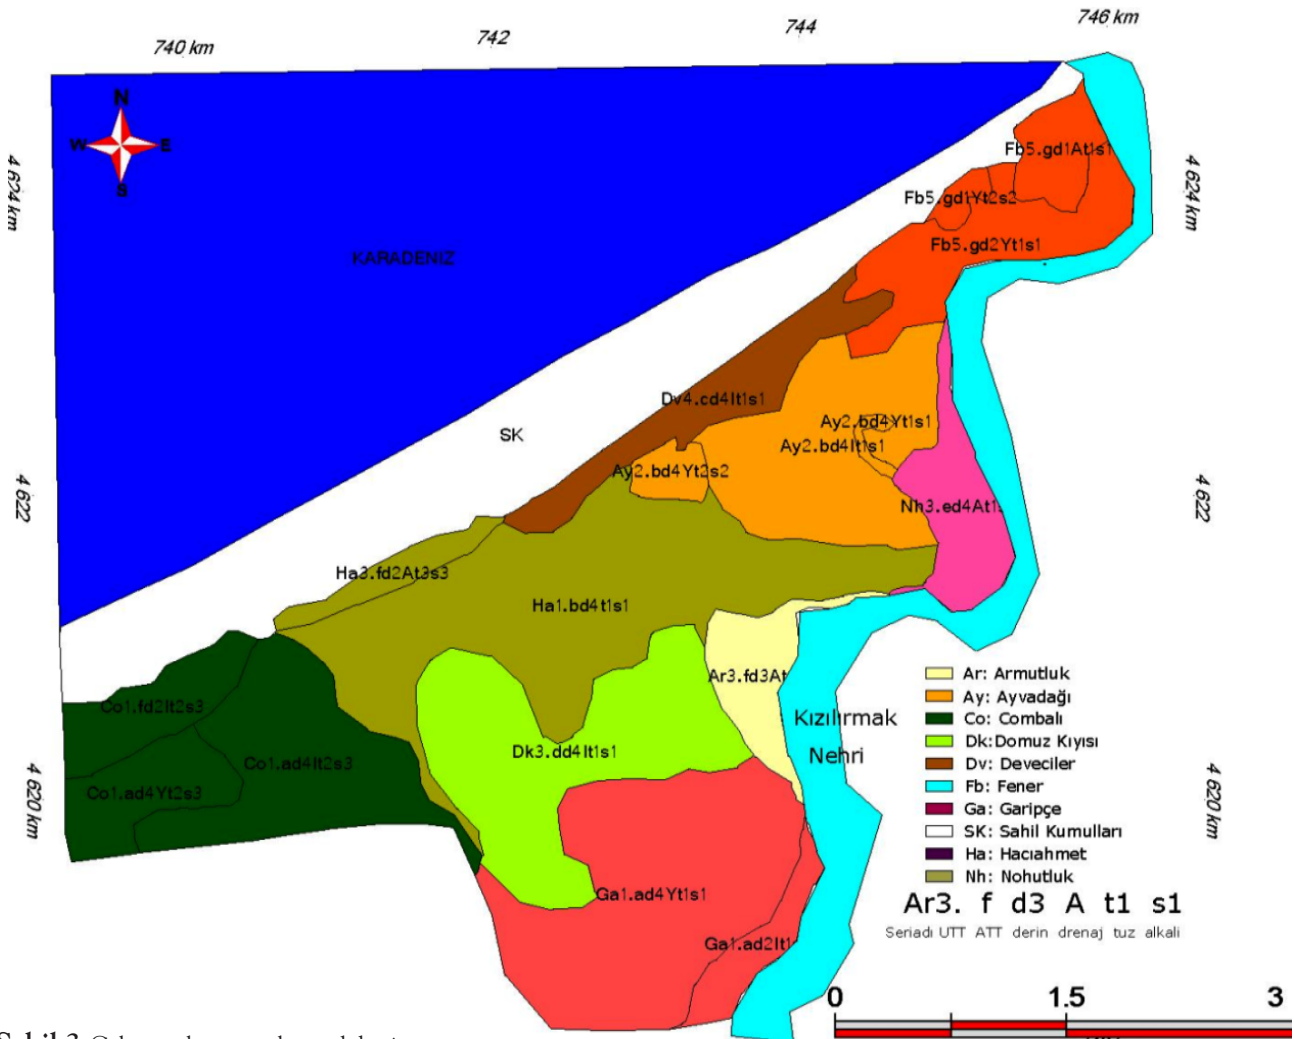 740 km
742
744
746 km
N
W E
S
4 624 km
4 624 km
KARADENIZ
Fb5.gd1At1s1
Fb5.gd1Yt2s2
Fb5.gd2Yt1s1
Dv4.cd4It1s1
SK
Ay2.bd4Yt1s1
Ay2.bd4It1s1
Ay2.bd4Yt2s2
4 622
4 622
Nh3.ed4At1
Ha3.fd2At3s3
Ha1.bd4t1s1
Ar3.fd3At
Co1.fd2It2s3
Co1.ad4It2s3
Co1.ad4Yt2s3
Dk3.dd4It1s1
Kızılırmak
Nehri
4 620 km
4 620 km
Ga1.ad4Yt1s1
Ga1.ad2It1
Ar: Armutluk
Ay: Ayvadağı
Co: Combalı
Dk:Domuz Kıyısı
Dv: Deveciler
Fb: Fener
Ga: Garipçe
SK: Sahil Kumulları
Ha: Hacıahmet
Nh: Nohutluk
Ar3. f d3 A t1 s1
Seriadı UTT ATT derin drenaj tuz alkali
0 1.5 3